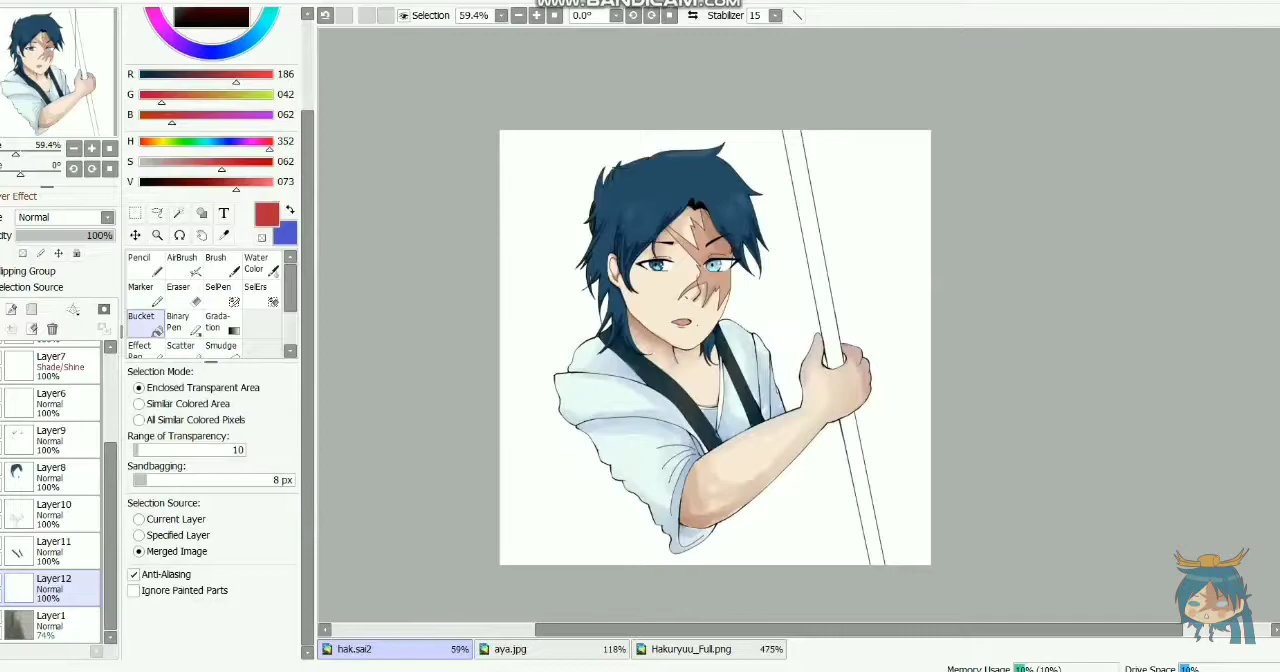 www.BANDICAM.COM
Selection 59.4% 0.0° Stabilizer 15
R 186
G 042
B 062
H 352
S 062
V 073
59.4%
0°
Normal
100%
Selection Source
T
Pencil AirBrush Brush Water Color
Marker Eraser SelPen SelErs
Bucket Binary Pen Grada-tion
Effect Pen Scatter Smudge
Selection Mode:
Enclosed Transparent Area
Similar Colored Area
All Similar Colored Pixels
Range of Transparency:
10
Sandbagging:
8 px
Selection Source:
Current Layer
Specified Layer
Merged Image
Anti-Aliasing
Ignore Painted Parts
Layer7
Shade/Shine
100%
Layer6
Normal
100%
Layer9
Normal
100%
Layer8
Normal
100%
Layer10
Normal
100%
Layer11
Normal
100%
Layer12
Normal
100%
Layer1
Normal
74%
hak.sai2 59% aya.jpg 118% Hakuryuu_Full.png 475%
Memory Usage 10% (10%) Drive Space